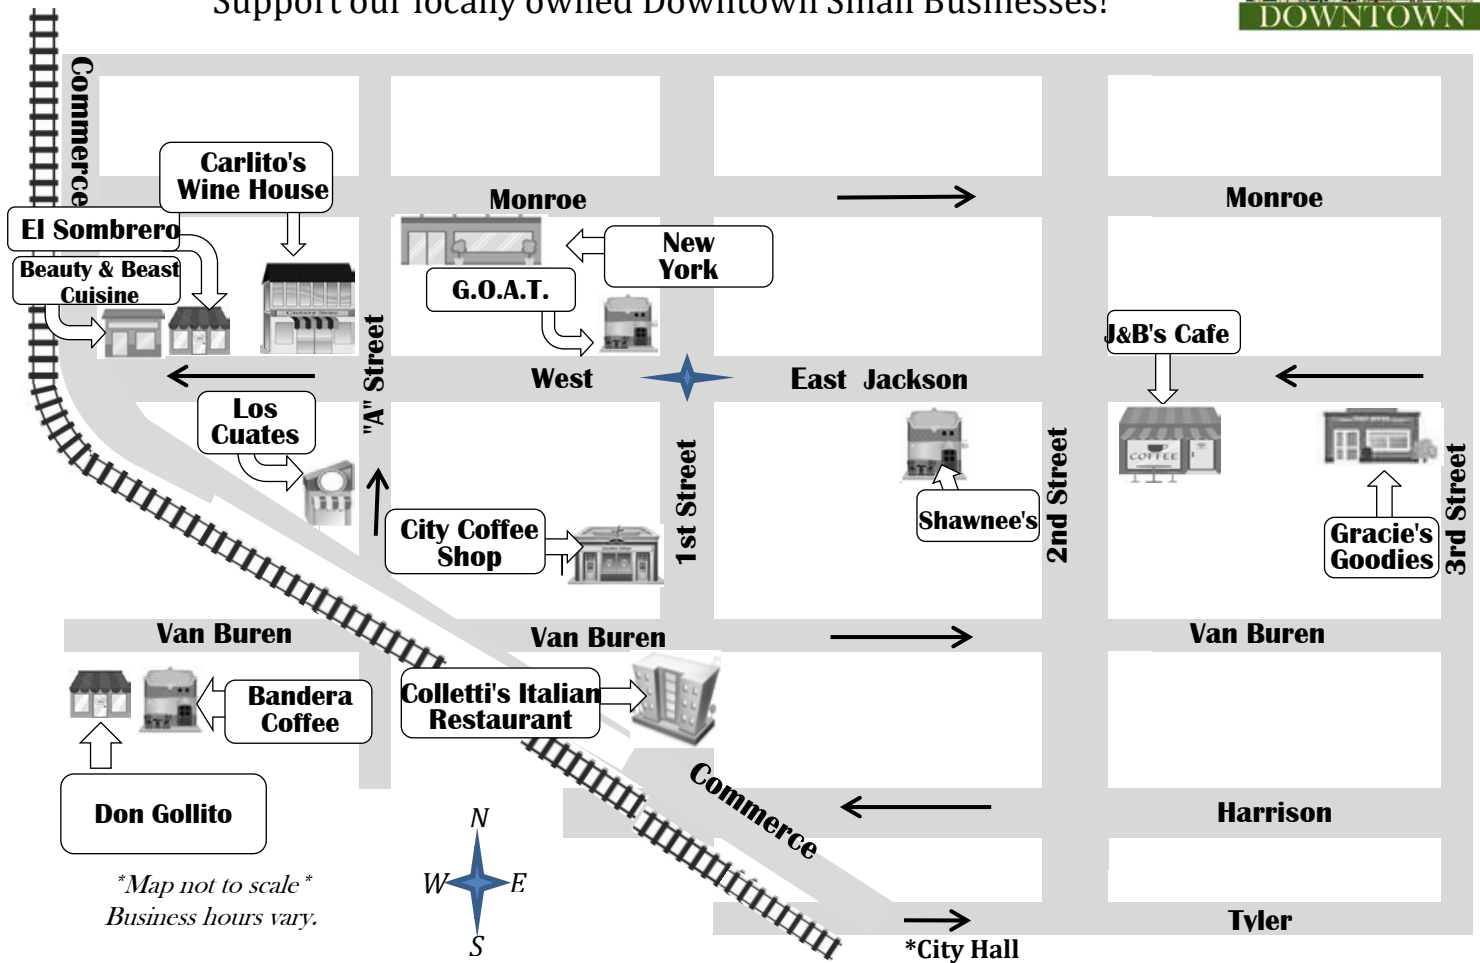 Support our locally owned Downtown Small Businesses!
DOWNTOWN
Commerce
Carlito's
Wine House
Monroe
Monroe
El Sombrero
Beauty & Beast
Cuisine
New
York
G.O.A.T.
Grocery Store
"A" Street
West
East Jackson
J&B's Cafe
Los
Cuates
COFFEE
1st Street
2nd Street
3rd Street
City Coffee
Shop
Shawnee's
Gracie's
Goodies
Van Buren
Van Buren
Van Buren
Bandera
Coffee
Colletti's Italian
Restaurant
Don Gollito
Commerce
Harrison
N
W
E
S
*Map not to scale*
Business hours vary.
Tyler
*City Hall